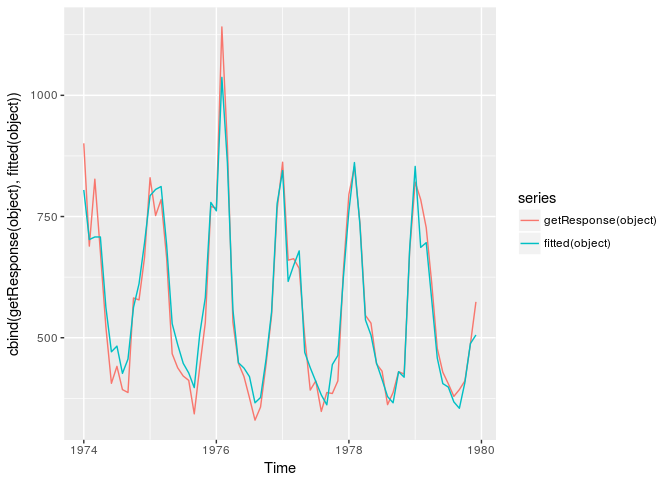 cbind(getResponse(object), fitted(object))
1000
750
500
1974
1976
1978
1980
Time
series
getResponse(object)
fitted(object)